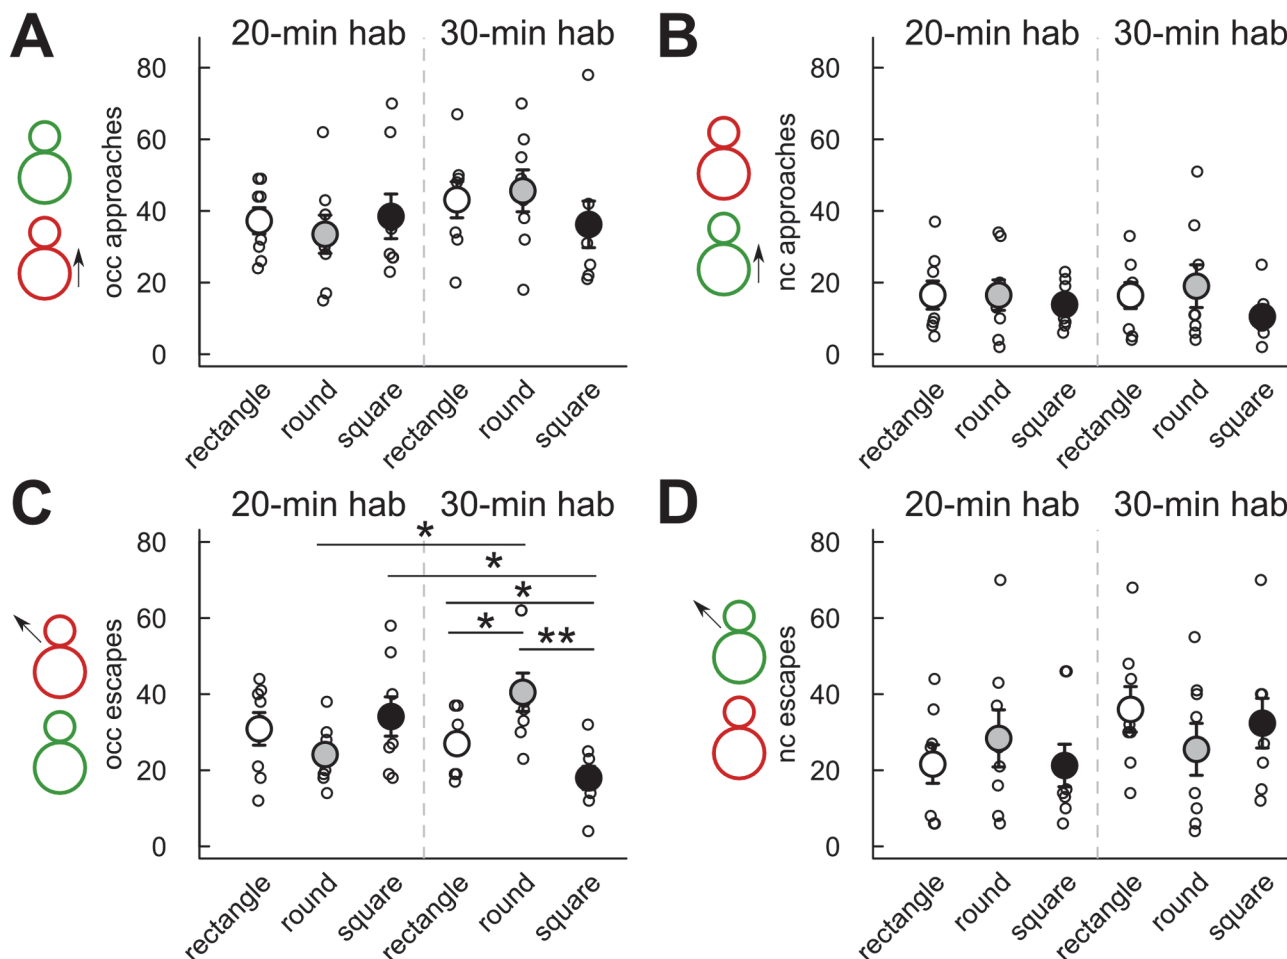 A
20-min hab 30-min hab
occ approaches
80
60
40
20
0
rectangle round square rectangle round square
B
20-min hab 30-min hab
nc approaches
80
60
40
20
0
rectangle round square rectangle round square
C
20-min hab 30-min hab
occ escapes
80
60
40
20
0
*
*
*
*
**
rectangle round square rectangle round square
D
20-min hab 30-min hab
nc escapes
80
60
40
20
0
rectangle round square rectangle round square